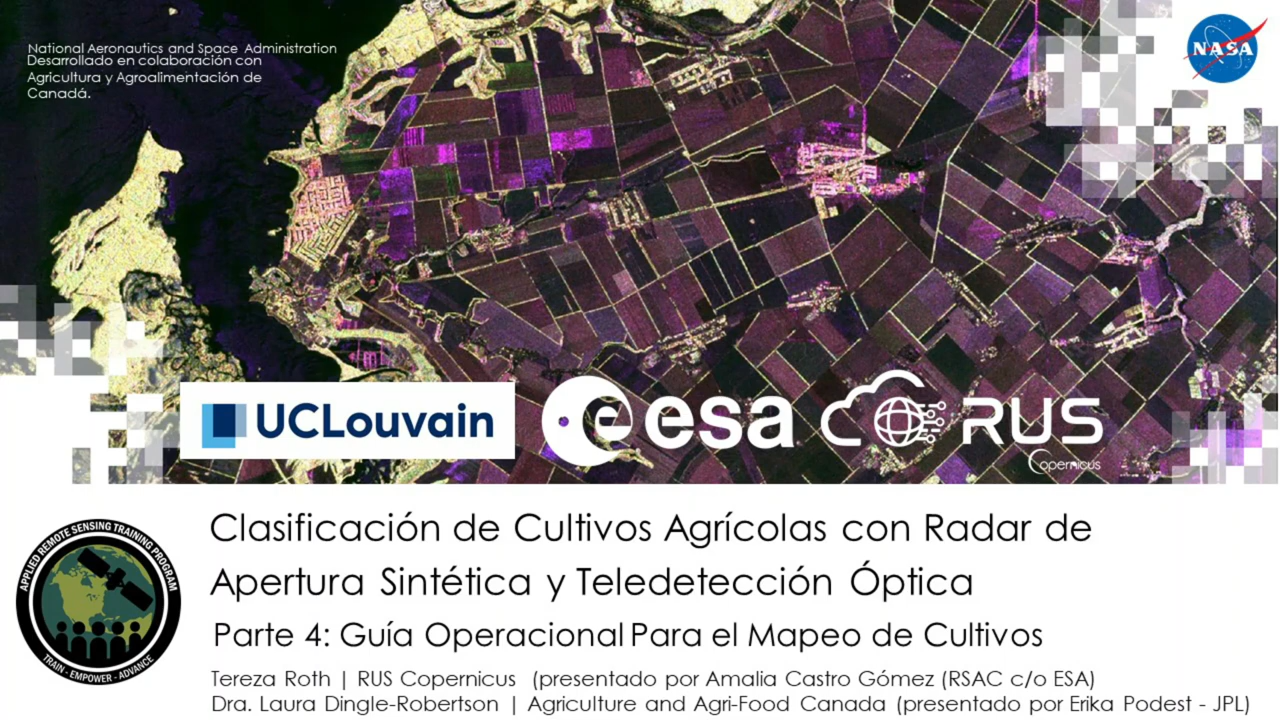 National Aeronautics and Space Administration
Desarrollado en colaboración con
Agricultura y Agroalimentación de
Canadá.
NASA
UCLouvain
esa
RUS
Copernicus
APPLIED REMOTE SENSING TRAINING PROGRAM
TRAIN - EMPOWER - ADVANCE
Clasificación de Cultivos Agrícolas con Radar de
Apertura Sintética y Teledetección Óptica
Parte 4: Guía Operacional Para el Mapeo de Cultivos
Tereza Roth | RUS Copernicus (presentado por Amalia Castro Gómez (RSAC c/o ESA)
Dra. Laura Dingle-Robertson | Agriculture and Agri-Food Canada (presentado por Erika Podest - JPL)